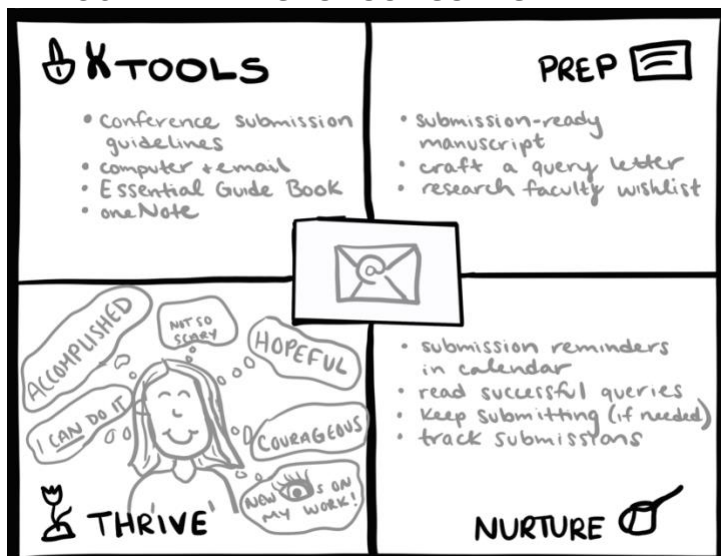 TOOLS
• conference submission
guidelines
• computer + email
• Essential Guide Book
• oneNote
PREP
• submission-ready
manuscript
• craft a query letter
• research faculty wishlist
@
ACCOMPLISHED
NOT SO
SCARY
HOPEFUL
I CAN DO IT
COURAGEOUS
NEW S ON
MY WORK!
THRIVE
• submission reminders
in calendar
• read successful queries
• Keep submitting (if needed)
• track submissions
NURTURE